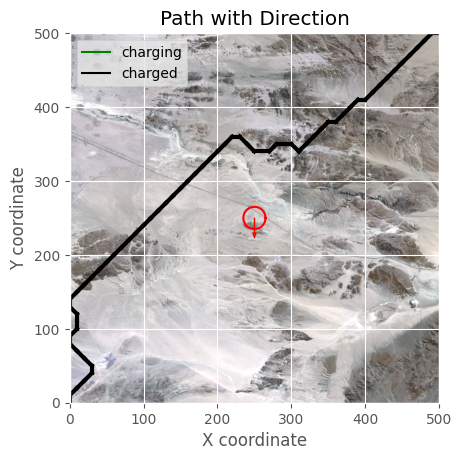 Path with Direction
charging
charged
500
400
300
200
100
0
Y coordinate
0 100 200 300 400 500
X coordinate